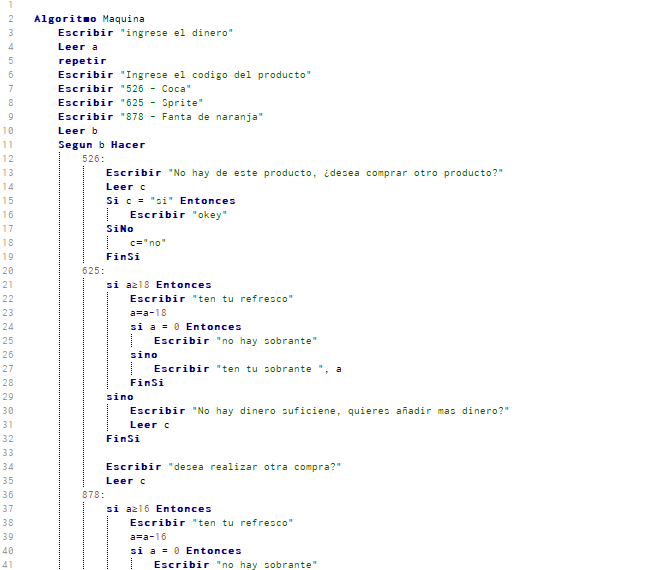 1
2 Algoritmo Maquina
3 Escribir "ingrese el dinero"
4 Leer a
5 repetir
6 Escribir "Ingrese el codigo del producto"
7 Escribir "526 - Coca"
8 Escribir "625 - Sprite"
9 Escribir "878 - Fanta de naranja"
10 Leer b
11 Segun b Hacer
12 526:
13 Escribir "No hay de este producto, ¿desea comprar otro producto?"
14 Leer c
15 Si c = "si" Entonces
16 Escribir "okey"
17 SiNo
18 c="no"
19 FinSi
20 625:
21 si a≥18 Entonces
22 Escribir "ten tu refresco"
23 a=a-18
24 si a = 0 Entonces
25 Escribir "no hay sobrante"
26 sino
27 Escribir "ten tu sobrante ", a
28 FinSi
29 sino
30 Escribir "No hay dinero suficiene, quieres añadir mas dinero?"
31 Leer c
32 FinSi
33
34 Escribir "desea realizar otra compra?"
35 Leer c
36 878:
37 si a≥16 Entonces
38 Escribir "ten tu refresco"
39 a=a-16
40 si a = 0 Entonces
41 Escribir "no hay sobrante"